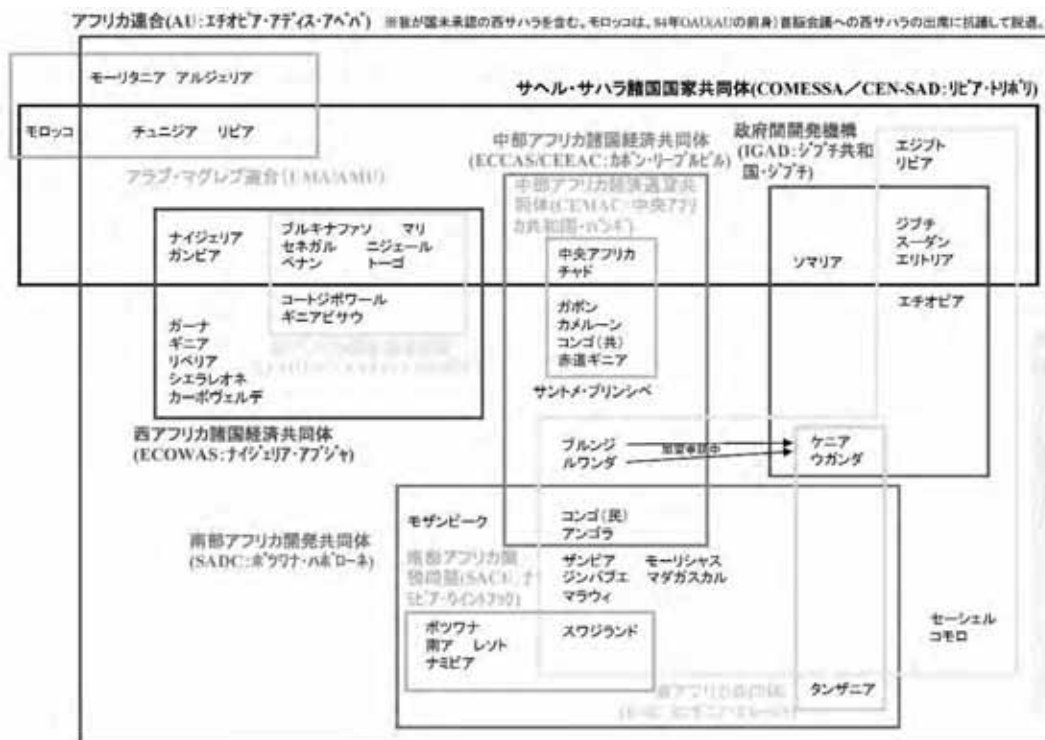 アフリカ連合(AU:エチオピア・アディス・アベバ) ※我が国未承認の西サハラを含む。モロッコは、84年OAU(AUの前身)首脳会議への西サハラの出席に抗議して脱退。
モーリタニア アルジェリア
サヘル・サハラ諸国国家共同体(COMESSA/CEN-SAD:リビア・トリポリ)
モロッコ
チュニジア リビア
アラブ・マグレブ連合(UMA/AMU)
中部アフリカ諸国経済共同体
(ECCAS/CEEAC:カボン・リーブルビル)
中部アフリカ経済通貨共
同体(CEMAC:中央アフリ
カ共和国・バンギ)
政府間開発機構
(IGAD:ジブチ共和
国・ジブチ)
エジプト
リビア
ナイジェリア
ガンビア
ブルキナファソ マリ
セネガル ニジェール
ベナン トーゴ
中央アフリカ
チャド
ソマリア
ジブチ
スーダン
エリトリア
コートジボワール
ギニアビサウ
エチオピア
ガーナ
ギニア
リベリア
シエラレオネ
カーボヴェルデ
ガボン
カメルーン
コンゴ(共)
赤道ギニア
サントメ・プリンシペ
西アフリカ諸国経済共同体
(ECOWAS:ナイジェリア・アブジャ)
ブルンジ
ルワンダ
加盟申請中
ケニア
ウガンダ
南部アフリカ開発共同体
(SADC:ボツワナ・ハボローネ)
モザンビーク
コンゴ(民)
アンゴラ
南部アフリカ関
税同盟(SACU:ナ
ミビア・ウイントフック)
ザンビア モーリシャス
ジンバブエ マダガスカル
マラウィ
ボツワナ
南ア レソト
ナミビア
スワジランド
セーシェル
コモロ
タンザニア